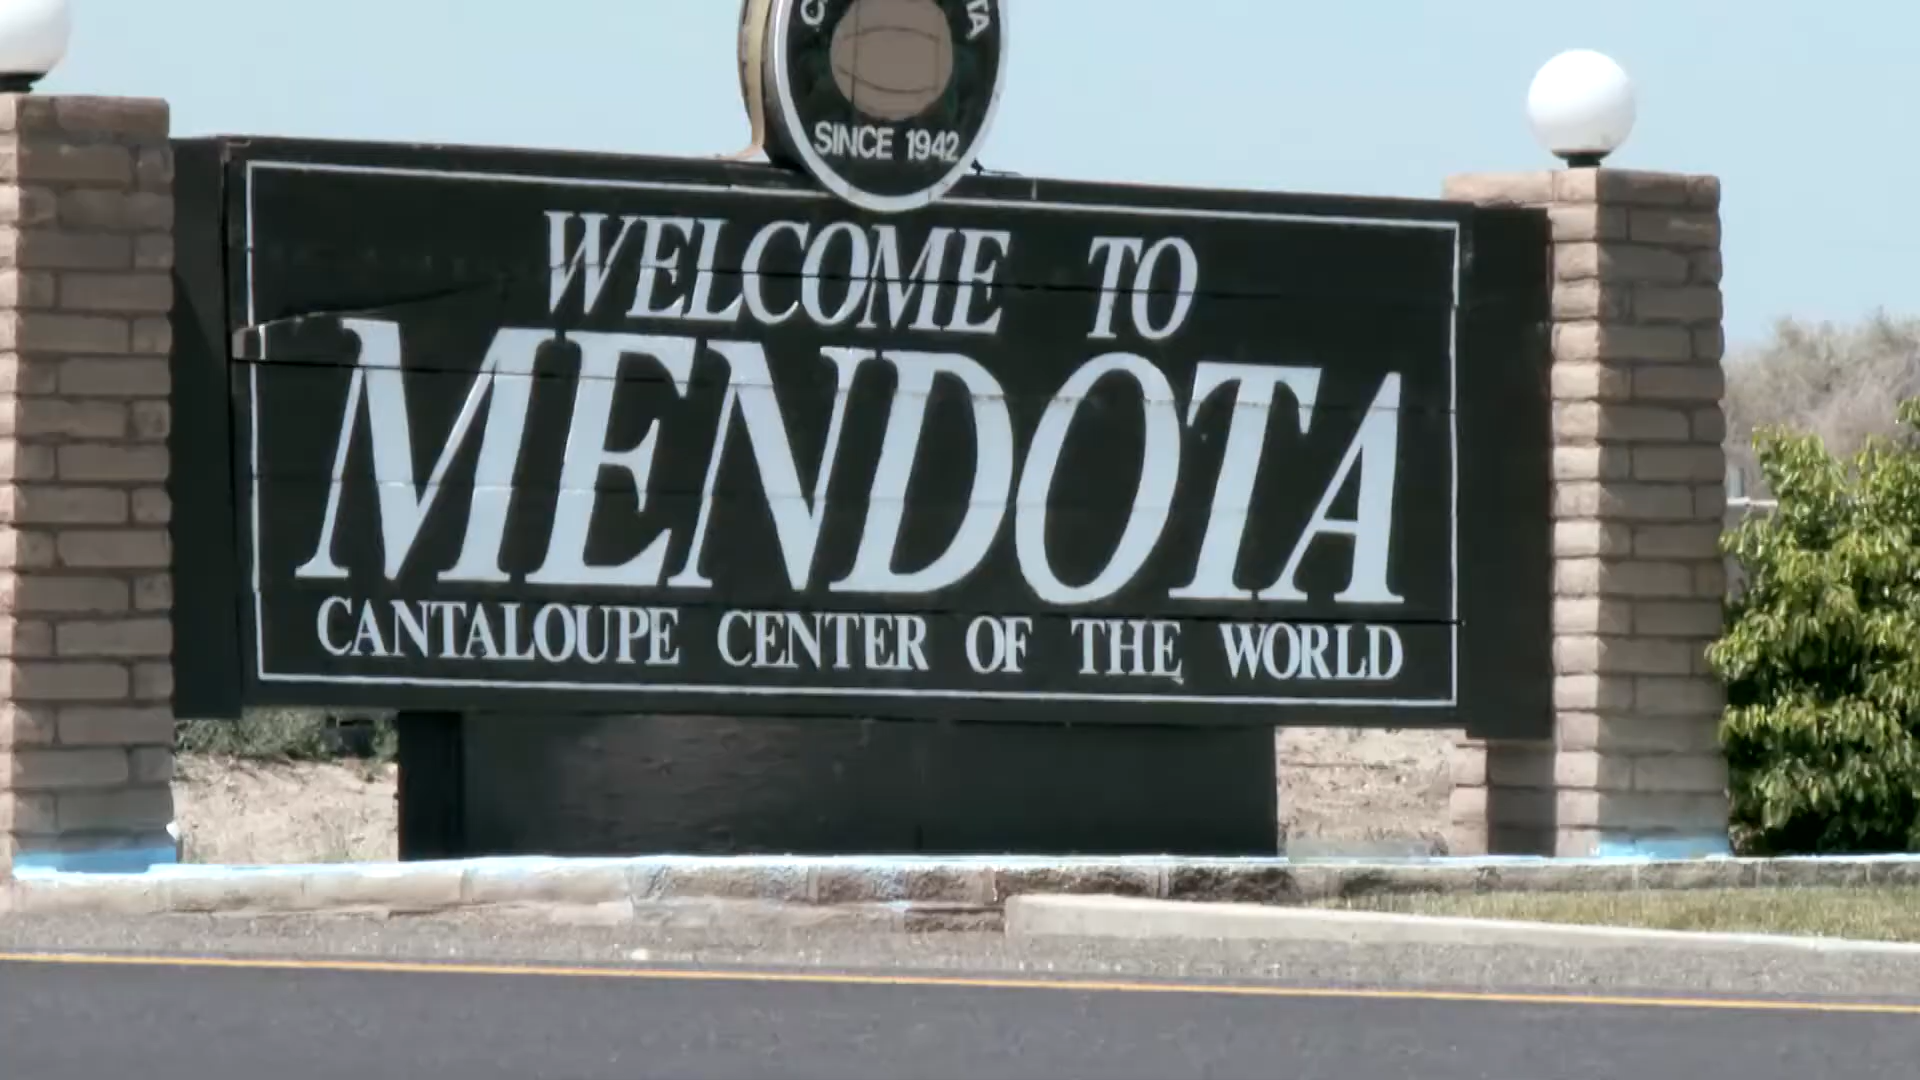 SINCE 1942
WELCOME TO
MENDOTA
CANTALOUPE CENTER OF THE WORLD